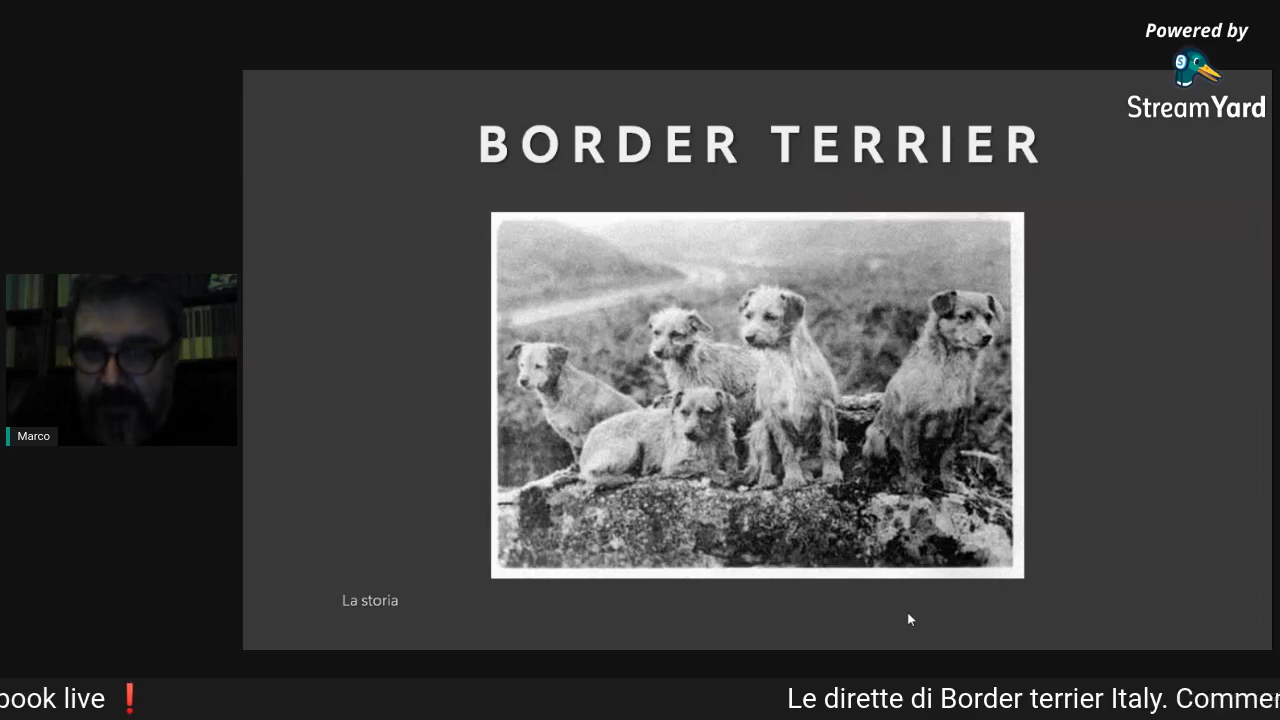 Powered by
StreamYard
BORDER TERRIER
Marco
La storia
book live ❗ Le dirette di Border terrier Italy. Commen